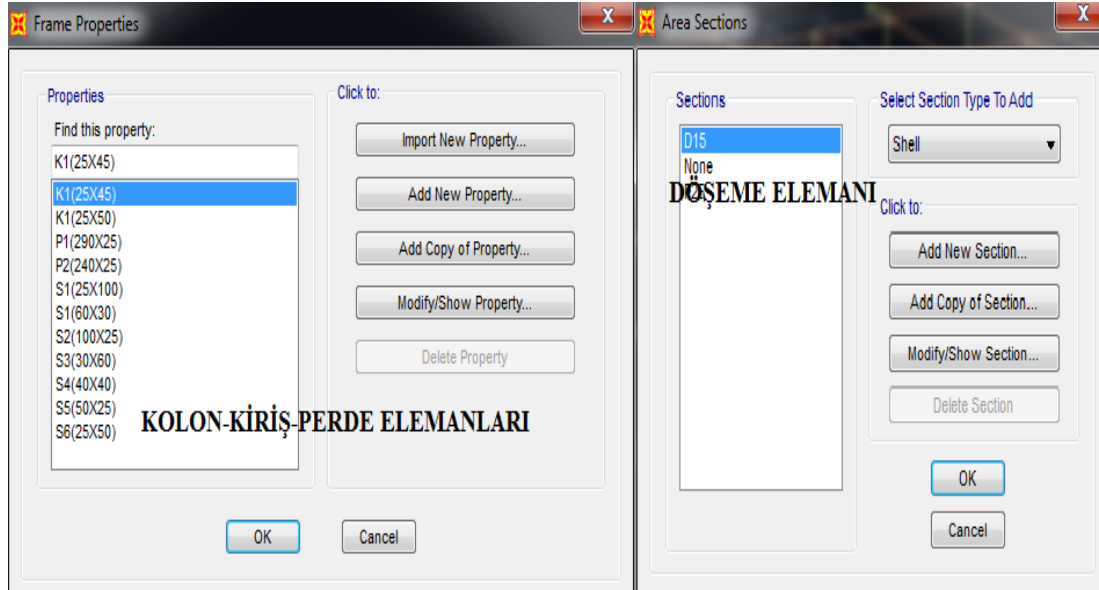 Frame Properties
Properties
Find this property:
K1(25X45)
K1(25X45)
K1(25X50)
P1(290X25)
P2(240X25)
S1(25X100)
S1(60X30)
S2(100X25)
S3(30X60)
S4(40X40)
S5(50X25)
S6(25X50)
Click to:
Import New Property...
Add New Property...
Add Copy of Property...
Modify/Show Property...
Delete Property
KOLON-KİRİŞ-PERDE ELEMANLARI
OK
Cancel
Area Sections
Sections
D15
None
DÖŞEME ELEMANI
Select Section Type To Add
Shell
Click to:
Add New Section...
Add Copy of Section...
Modify/Show Section...
Delete Section
OK
Cancel